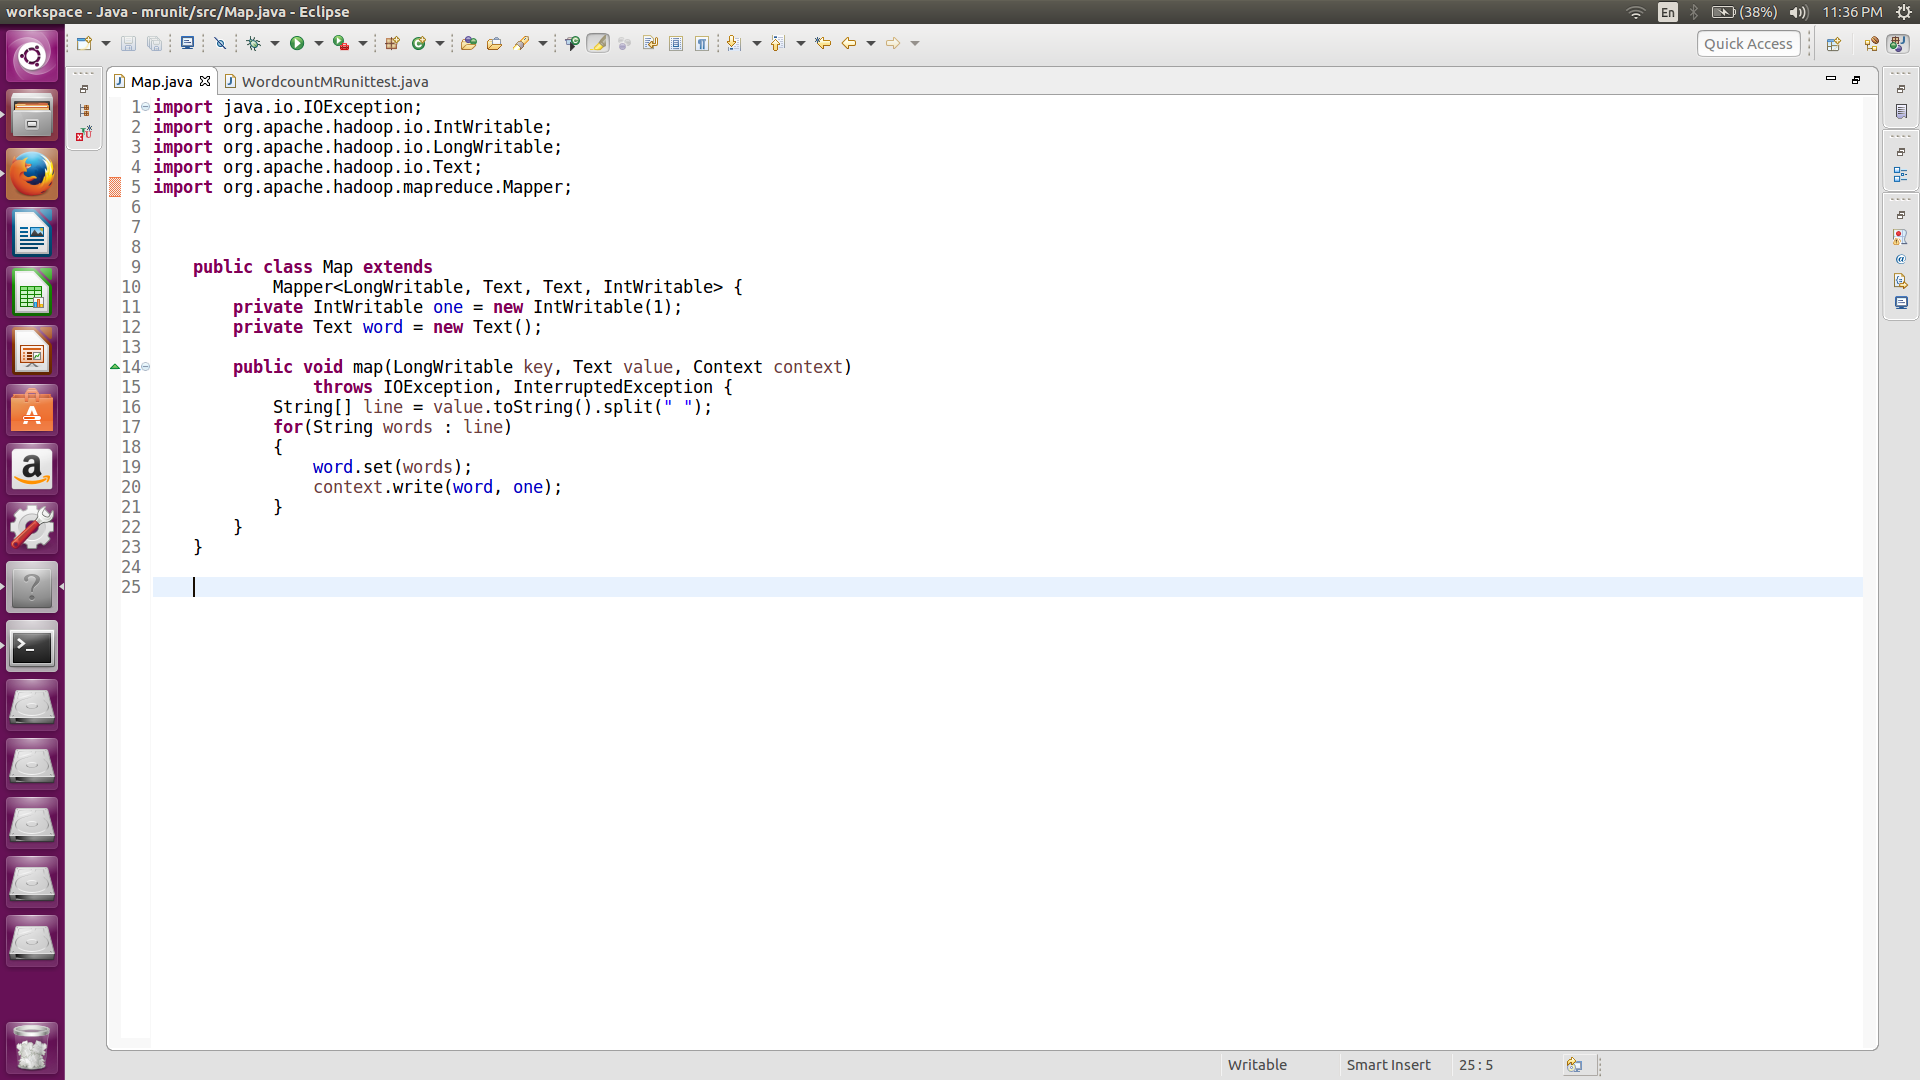 workspace - Java - mrunit/src/Map.java - Eclipse
En (38%) 11:36 PM
Quick Access
Map.java WordcountMRunittest.java
1 import java.io.IOException;
2 import org.apache.hadoop.io.IntWritable;
3 import org.apache.hadoop.io.LongWritable;
4 import org.apache.hadoop.io.Text;
5 import org.apache.hadoop.mapreduce.Mapper;
6
7
8
9 public class Map extends
10 Mapper<LongWritable, Text, Text, IntWritable> {
11 private IntWritable one = new IntWritable(1);
12 private Text word = new Text();
13
14 public void map(LongWritable key, Text value, Context context)
15 throws IOException, InterruptedException {
16 String[] line = value.toString().split(" ");
17 for(String words : line)
18 {
19 word.set(words);
20 context.write(word, one);
21 }
22 }
23 }
24
25
Writable Smart Insert 25 : 5